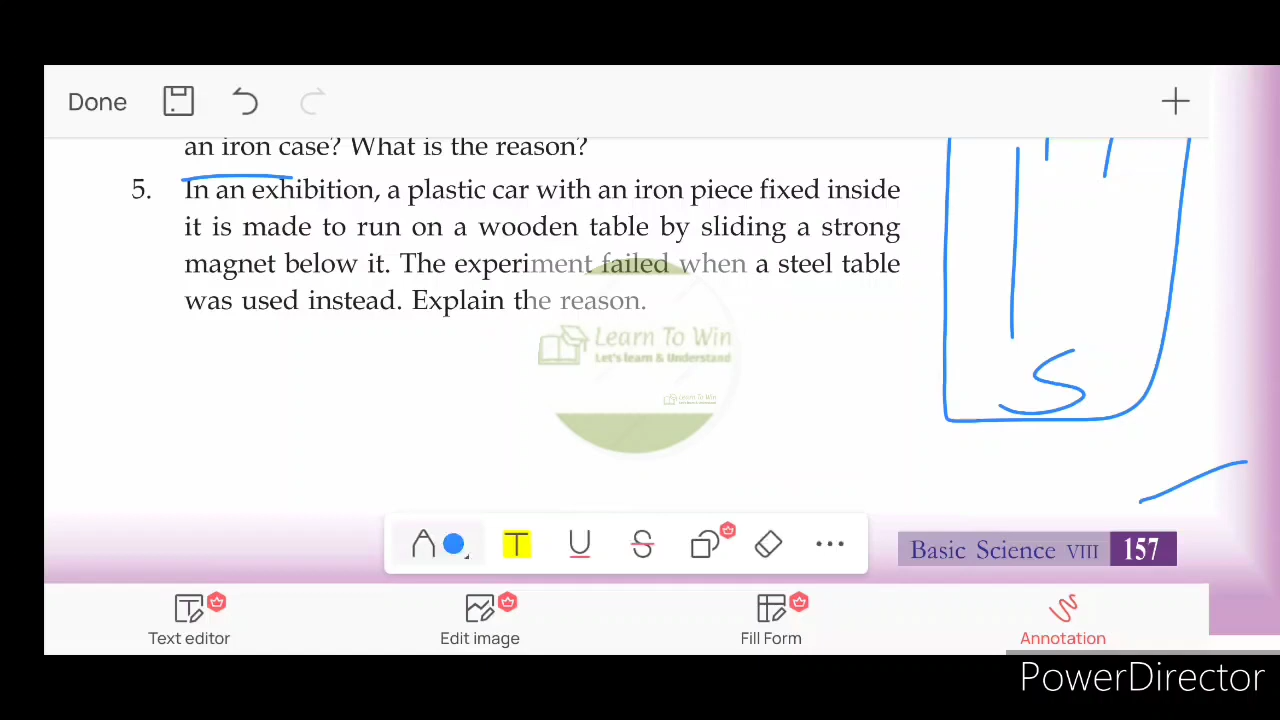 Done
an iron case? What is the reason?
5. In an exhibition, a plastic car with an iron piece fixed inside
it is made to run on a wooden table by sliding a strong
magnet below it. The experiment failed when a steel table
was used instead. Explain the reason.
Learn To Win
Let's learn & Understand
Learn To Win
S
T U S
Basic Science VIII 157
Text editor
Edit image
Fill Form
Annotation
PowerDirector